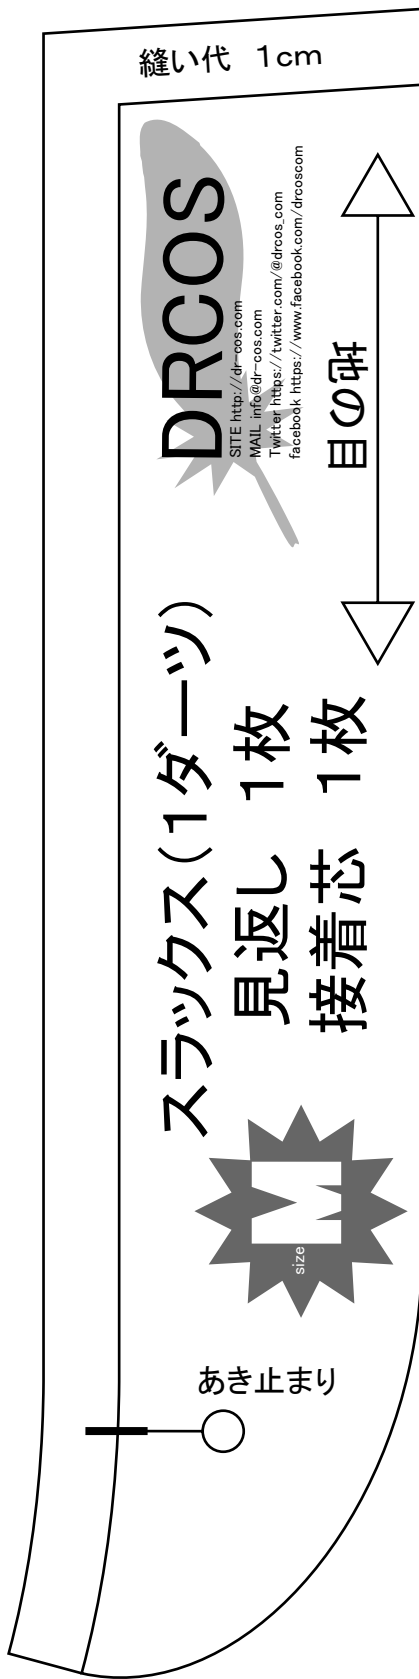 縫い代 1cm
DRCOS
SITE http://dr-cos.com
MAIL info@dr-cos.com
Twitter https://twitter.com/@drcos_com
facebook https://www.facebook.com/drcoscom
地の目
スラックス(1ダーツ)
見返し 1枚
接着芯 1枚
M
size
あき止まり